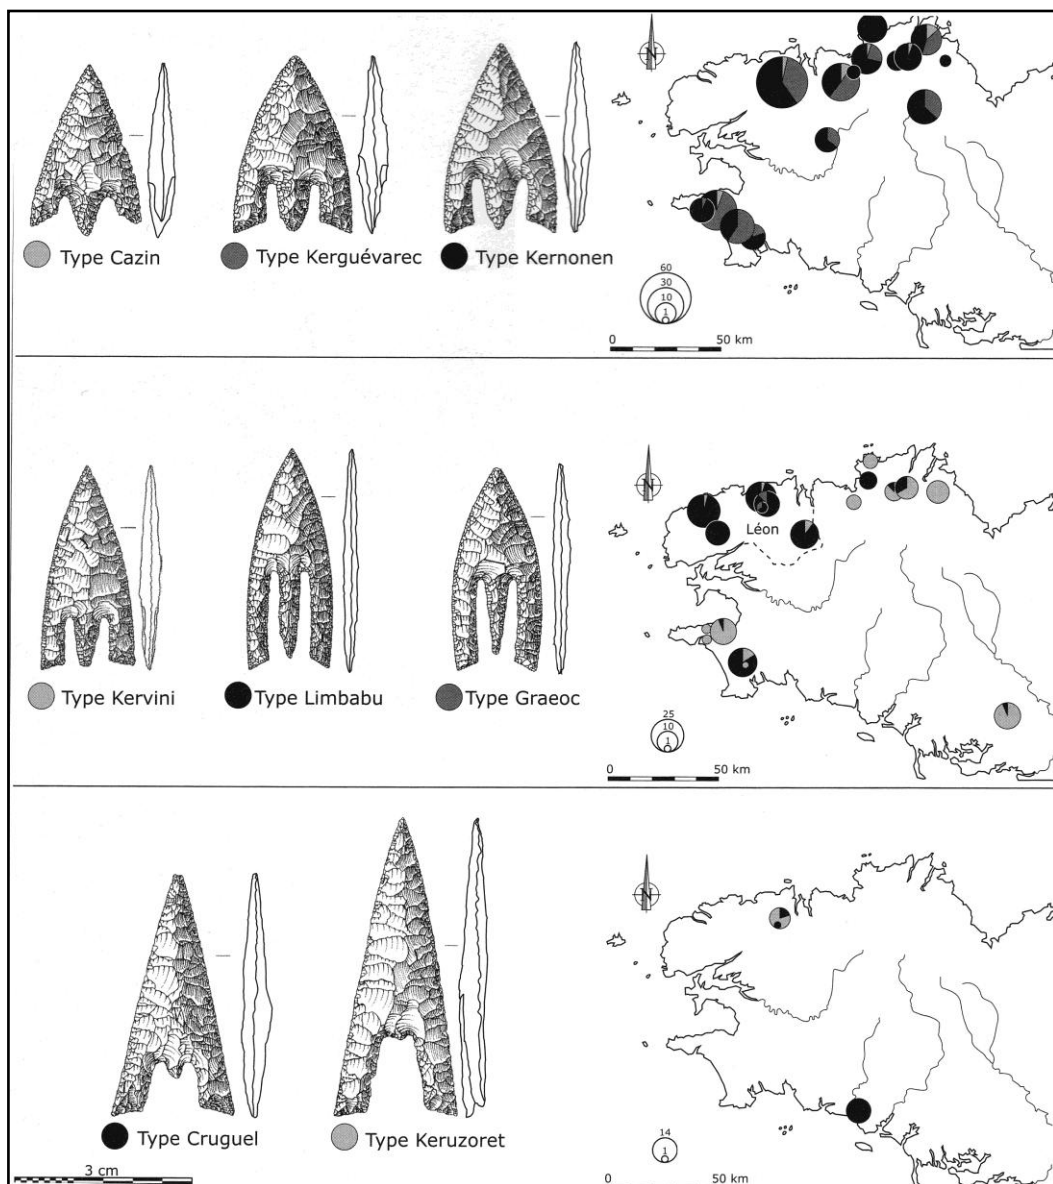 N
Type Cazin
Type Kerguévarec
Type Kernonen
60
30
10
1
0 50 km
N
Léon
Type Kervini
Type Limbabu
Type Graeoc
25
10
1
0 50 km
N
Type Cruguel
Type Keruzoret
14
1
3 cm
0 50 km